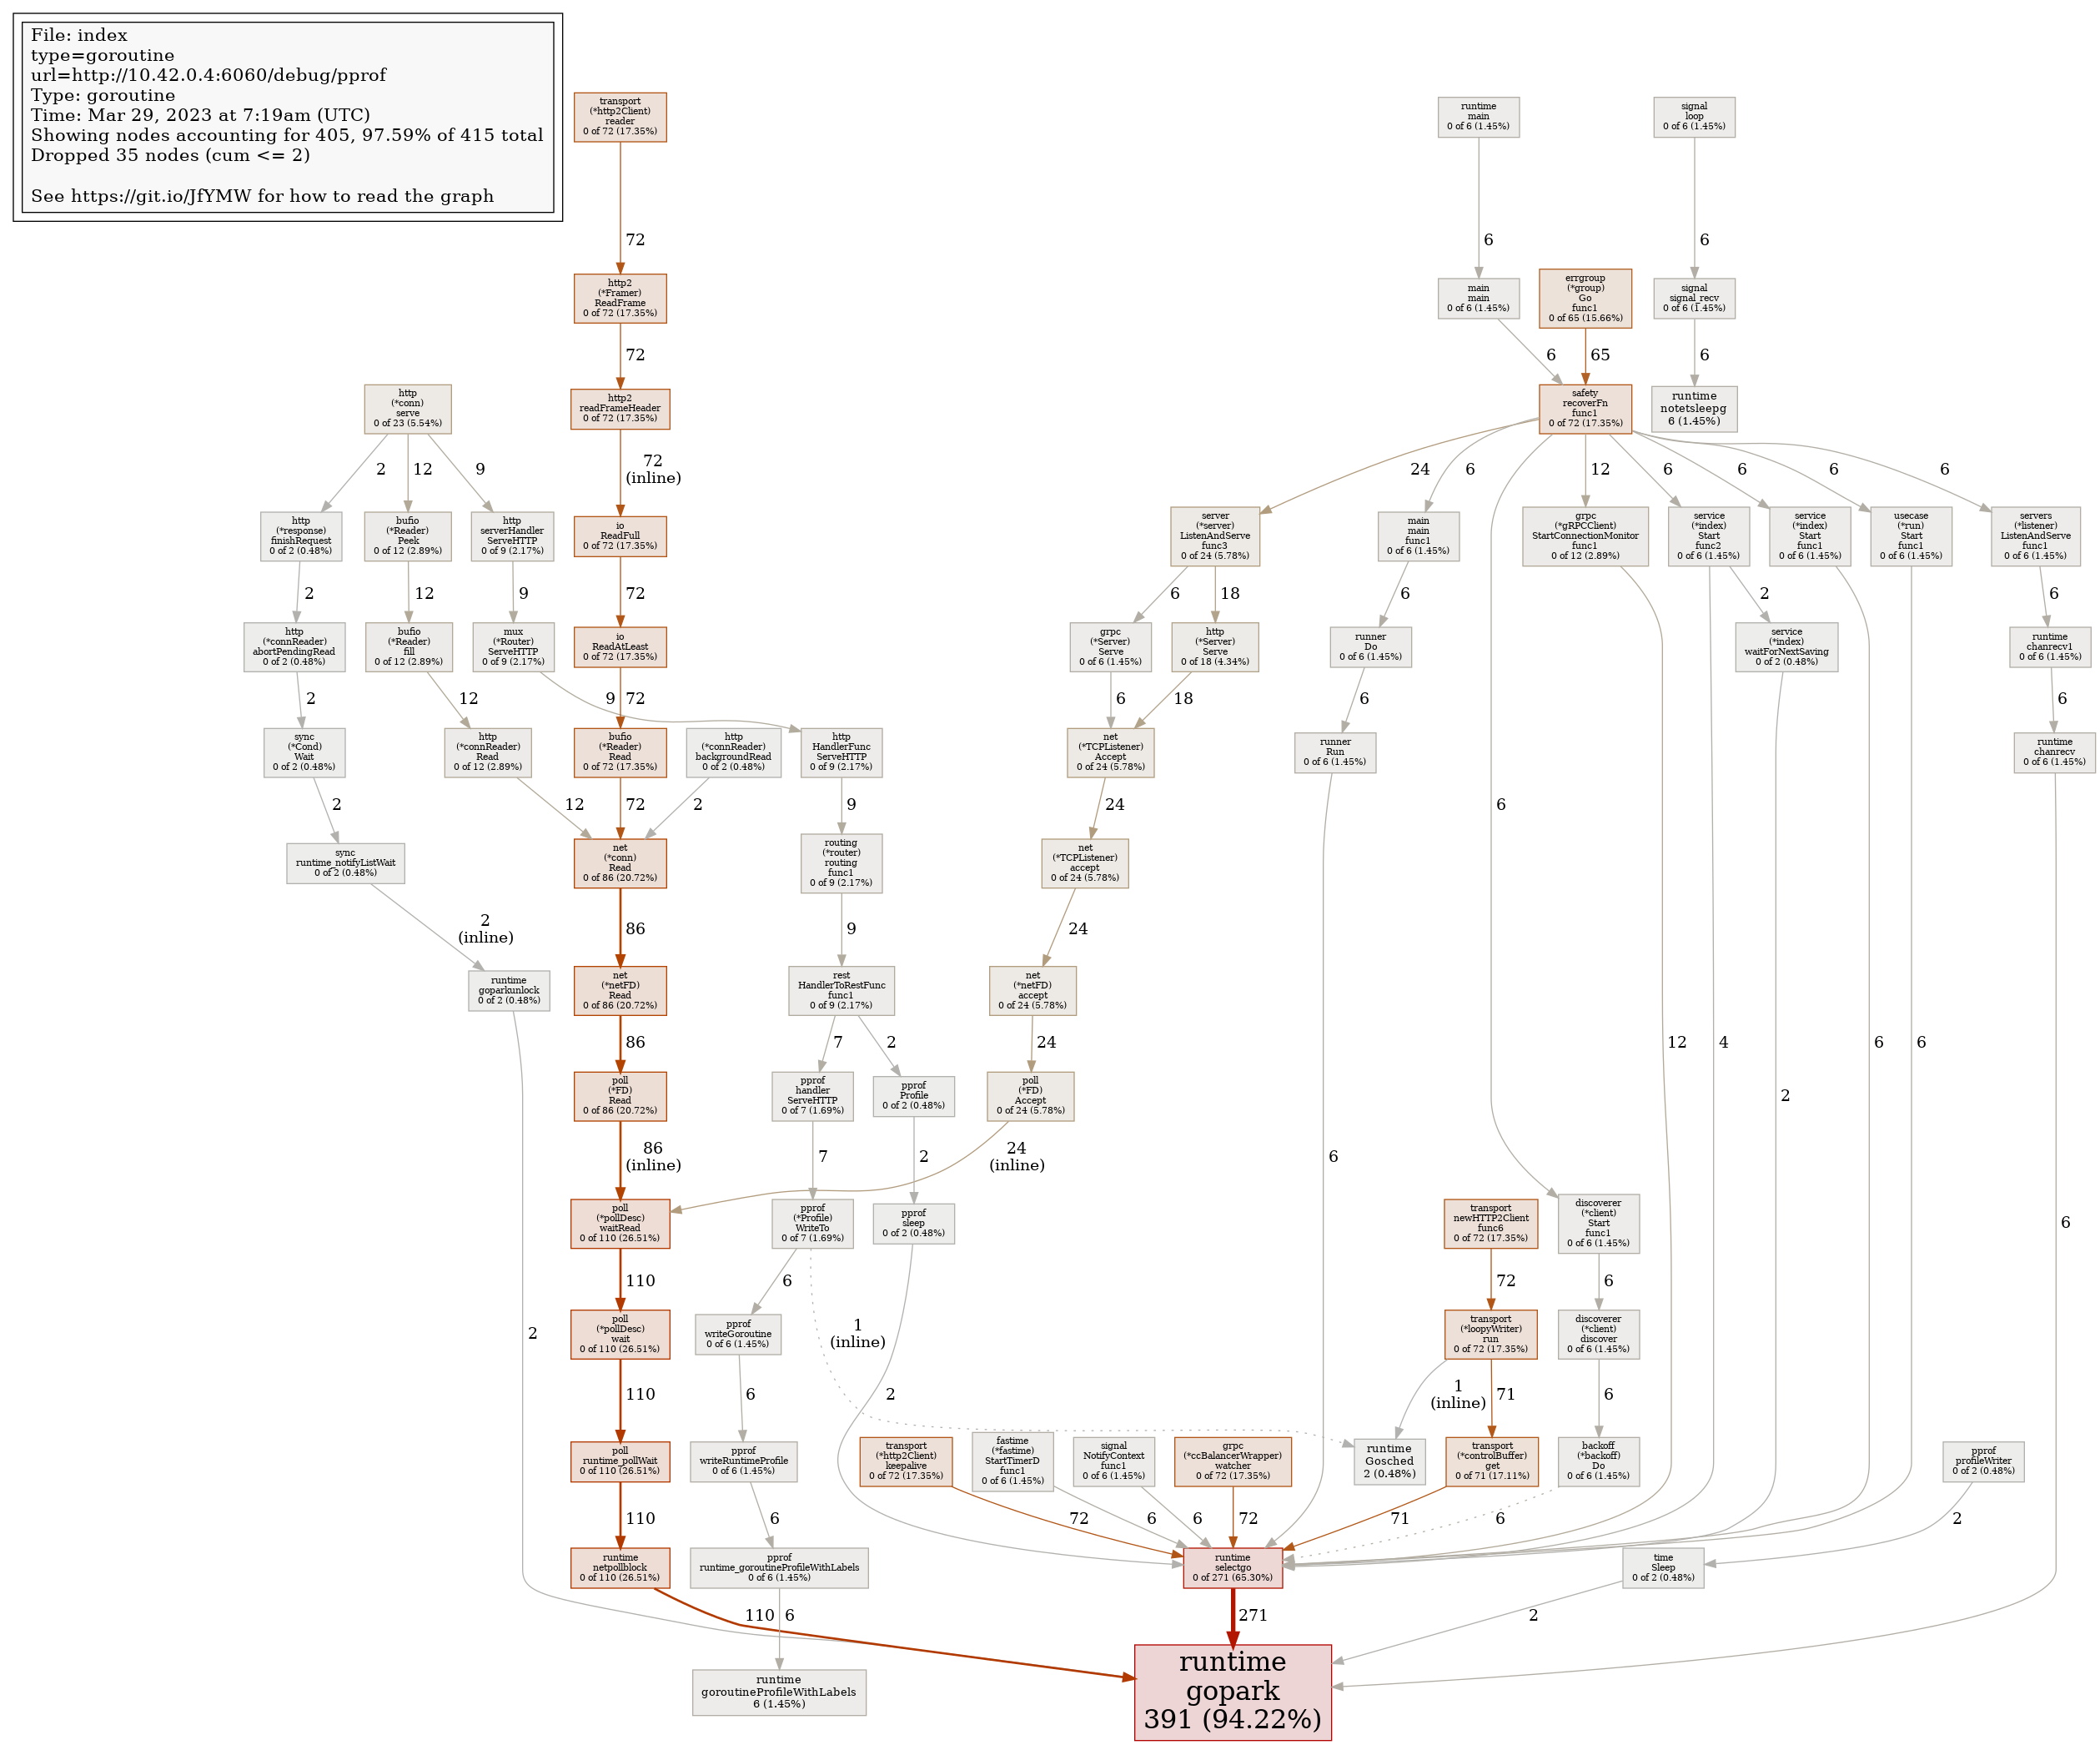 File: index
type=goroutine
url=http://10.42.0.4:6060/debug/pprof
Type: goroutine
Time: Mar 29, 2023 at 7:19am (UTC)
Showing nodes accounting for 405, 97.59% of 415 total
Dropped 35 nodes (cum <= 2)
See https://git.io/JfYMW for how to read the graph
transport
(*http2Client)
reader
0 of 72 (17.35%)
runtime
main
0 of 6 (1.45%)
signal
loop
0 of 6 (1.45%)
72
6
6
http2
(*Framer)
ReadFrame
0 of 72 (17.35%)
main
main
0 of 6 (1.45%)
errgroup
(*group)
Go
func1
0 of 65 (15.66%)
signal
signal_recv
0 of 6 (1.45%)
72
6
65
6
http
(*conn)
serve
0 of 23 (5.54%)
http2
readFrameHeader
0 of 72 (17.35%)
safety
recoverFn
func1
0 of 72 (17.35%)
runtime
notetsleepg
6 (1.45%)
2
12
9
72
(inline)
24
6
12
6
6
6
6
http
(*response)
finishRequest
0 of 2 (0.48%)
bufio
(*Reader)
Peek
0 of 12 (2.89%)
http
serverHandler
ServeHTTP
0 of 9 (2.17%)
io
ReadFull
0 of 72 (17.35%)
server
(*server)
ListenAndServe
func3
0 of 24 (5.78%)
main
main
func1
0 of 6 (1.45%)
grpc
(*gRPCClient)
StartConnectionMonitor
func1
0 of 12 (2.89%)
service
(*index)
Start
func2
0 of 6 (1.45%)
service
(*index)
Start
func1
0 of 6 (1.45%)
usecase
(*run)
Start
func1
0 of 6 (1.45%)
servers
(*listener)
ListenAndServe
func1
0 of 6 (1.45%)
2
12
9
72
6
18
6
2
6
http
(*connReader)
abortPendingRead
0 of 2 (0.48%)
bufio
(*Reader)
fill
0 of 12 (2.89%)
mux
(*Router)
ServeHTTP
0 of 9 (2.17%)
io
ReadAtLeast
0 of 72 (17.35%)
grpc
(*Server)
Serve
0 of 6 (1.45%)
http
(*Server)
Serve
0 of 18 (4.34%)
runner
Do
0 of 6 (1.45%)
service
(*index)
waitForNextSaving
0 of 2 (0.48%)
runtime
chanrecv1
0 of 6 (1.45%)
2
12
9
72
6
18
6
6
sync
(*Cond)
Wait
0 of 2 (0.48%)
http
(*connReader)
Read
0 of 12 (2.89%)
bufio
(*Reader)
Read
0 of 72 (17.35%)
http
(*connReader)
backgroundRead
0 of 2 (0.48%)
http
HandlerFunc
ServeHTTP
0 of 9 (2.17%)
net
(*TCPListener)
Accept
0 of 24 (5.78%)
runner
Run
0 of 6 (1.45%)
runtime
chanrecv
0 of 6 (1.45%)
2
12
72
2
9
24
6
sync
runtime_notifyListWait
0 of 2 (0.48%)
net
(*conn)
Read
0 of 86 (20.72%)
routing
(*router)
routing
func1
0 of 9 (2.17%)
net
(*TCPListener)
accept
0 of 24 (5.78%)
2
(inline)
86
9
24
runtime
goparkunlock
0 of 2 (0.48%)
net
(*netFD)
Read
0 of 86 (20.72%)
rest
HandlerToRestFunc
func1
0 of 9 (2.17%)
net
(*netFD)
accept
0 of 24 (5.78%)
86
7
2
24
12
4
6
6
poll
(*FD)
Read
0 of 86 (20.72%)
pprof
handler
ServeHTTP
0 of 7 (1.69%)
pprof
Profile
0 of 2 (0.48%)
poll
(*FD)
Accept
0 of 24 (5.78%)
2
86
(inline)
7
2
24
(inline)
6
poll
(*pollDesc)
waitRead
0 of 110 (26.51%)
pprof
(*Profile)
WriteTo
0 of 7 (1.69%)
pprof
sleep
0 of 2 (0.48%)
transport
newHTTP2Client
func6
0 of 72 (17.35%)
discoverer
(*client)
Start
func1
0 of 6 (1.45%)
6
110
6
72
6
2
poll
(*pollDesc)
wait
0 of 110 (26.51%)
pprof
writeGoroutine
0 of 6 (1.45%)
1
(inline)
transport
(*loopyWriter)
run
0 of 72 (17.35%)
discoverer
(*client)
discover
0 of 6 (1.45%)
110
6
2
1
(inline)
71
6
poll
runtime_pollWait
0 of 110 (26.51%)
pprof
writeRuntimeProfile
0 of 6 (1.45%)
transport
(*http2Client)
keepalive
0 of 72 (17.35%)
fastime
(*fastime)
StartTimerD
func1
0 of 6 (1.45%)
signal
NotifyContext
func1
0 of 6 (1.45%)
grpc
(*ccBalancerWrapper)
watcher
0 of 72 (17.35%)
runtime
Gosched
2 (0.48%)
transport
(*controlBuffer)
get
0 of 71 (17.11%)
backoff
(*backoff)
Do
0 of 6 (1.45%)
pprof
profileWriter
0 of 2 (0.48%)
110
6
72
6
6
72
71
6
2
runtime
netpollblock
0 of 110 (26.51%)
pprof
runtime_goroutineProfileWithLabels
0 of 6 (1.45%)
runtime
selectgo
0 of 271 (65.30%)
time
Sleep
0 of 2 (0.48%)
110
6
271
2
runtime
goroutineProfileWithLabels
6 (1.45%)
runtime
gopark
391 (94.22%)